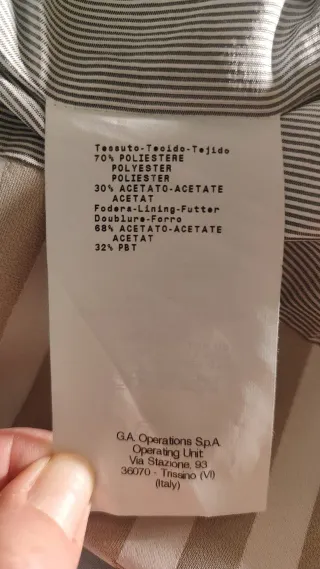 Tessuto-Tecido-Tejido
70% POLIESTERE
POLYESTER
POLIESTER
30% ACETATO-ACETATE
ACETAT
Fodera-Lining-Futter
Doublure-Forro
68% ACETATO-ACETATE
ACETAT
32% PBT
G.A. Operations S.p.A.
Operating Unit
Via Stazione, 93
36070 - Trissino (VI)
(Italy)